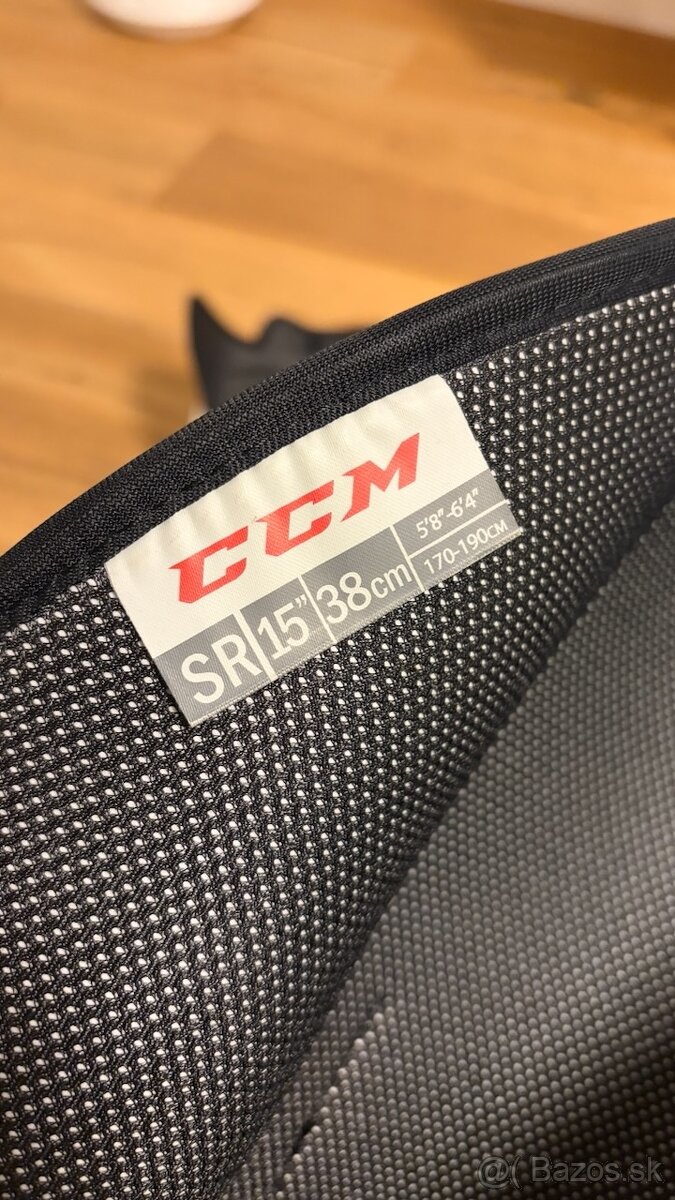 CCM
SR 15" 38cm 5'8"-6'4"
170-190CM
@( Bazos.sk